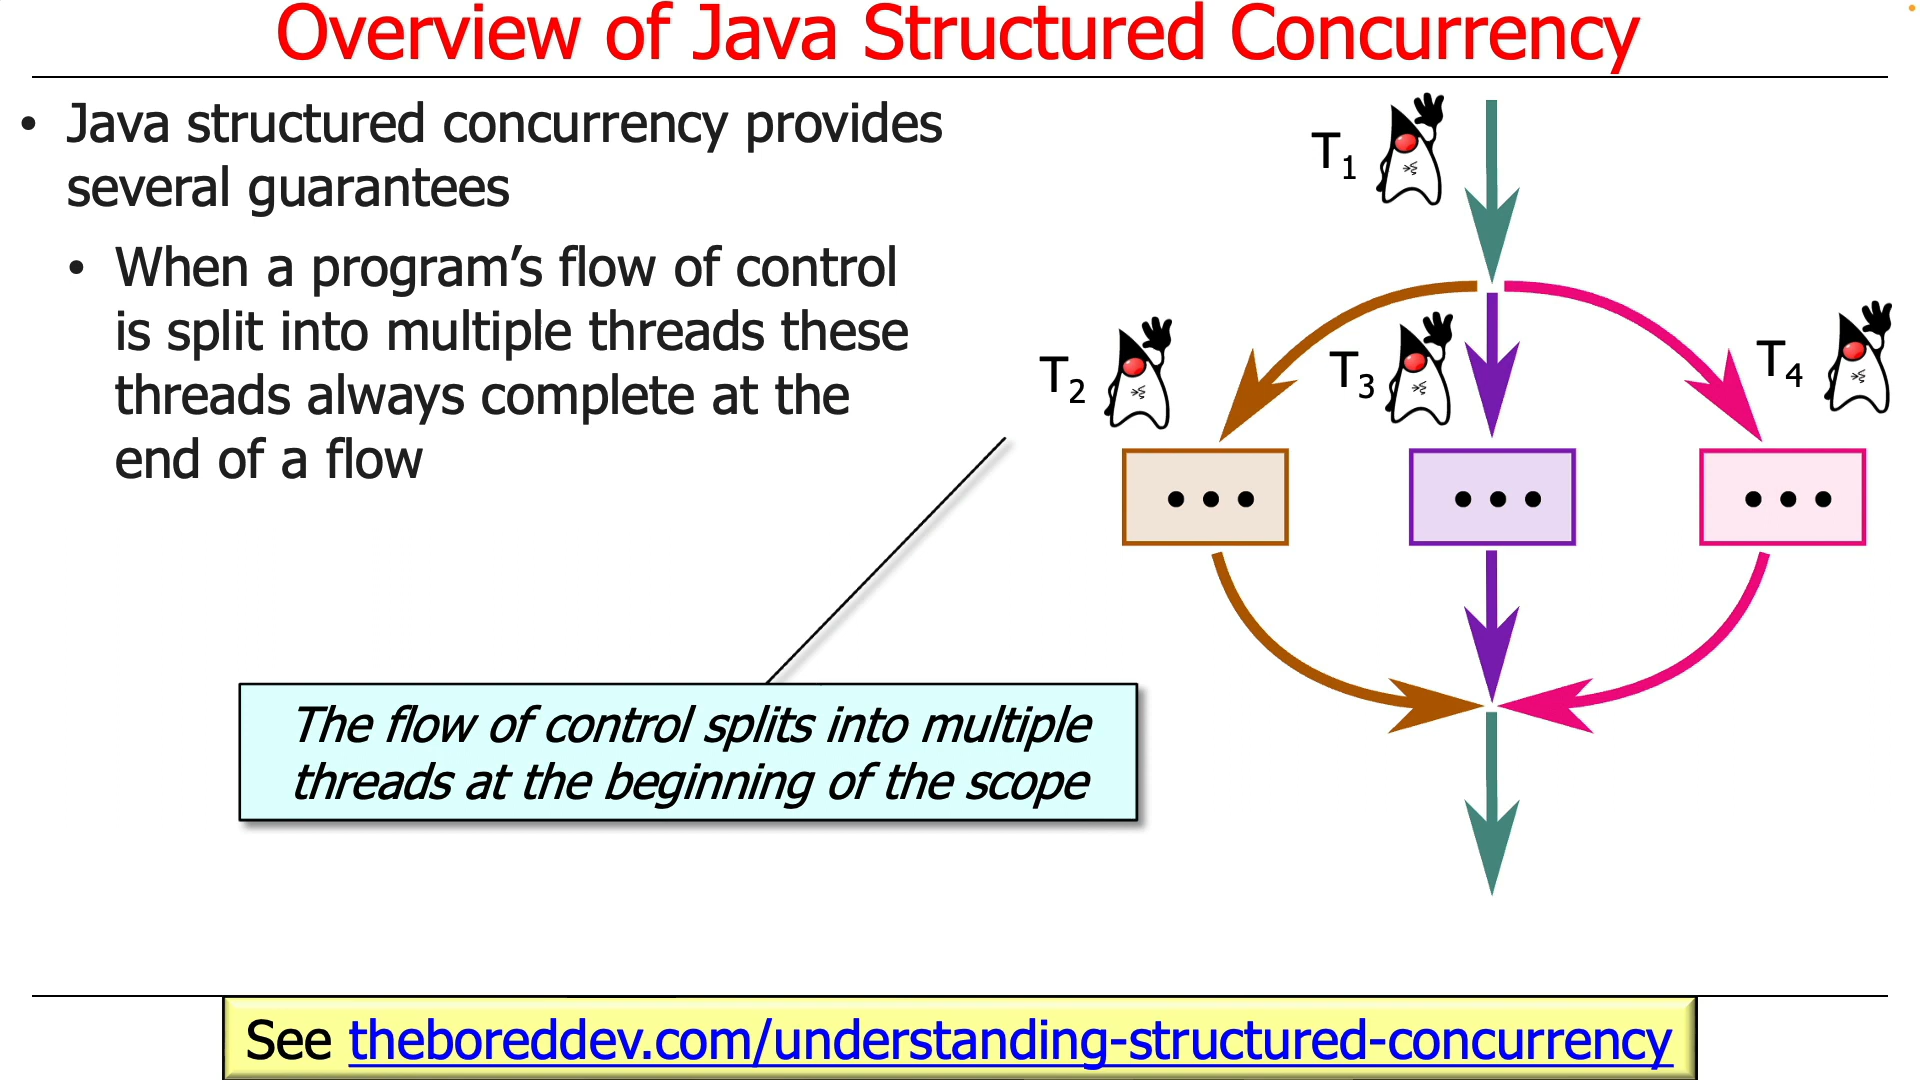 Overview of Java Structured Concurrency
• Java structured concurrency provides
several guarantees
• When a program’s flow of control
is split into multiple threads these
threads always complete at the
end of a flow
T1
T2
T3
T4
• • •
• • •
• • •
The flow of control splits into multiple
threads at the beginning of the scope
See theboreddev.com/understanding-structured-concurrency